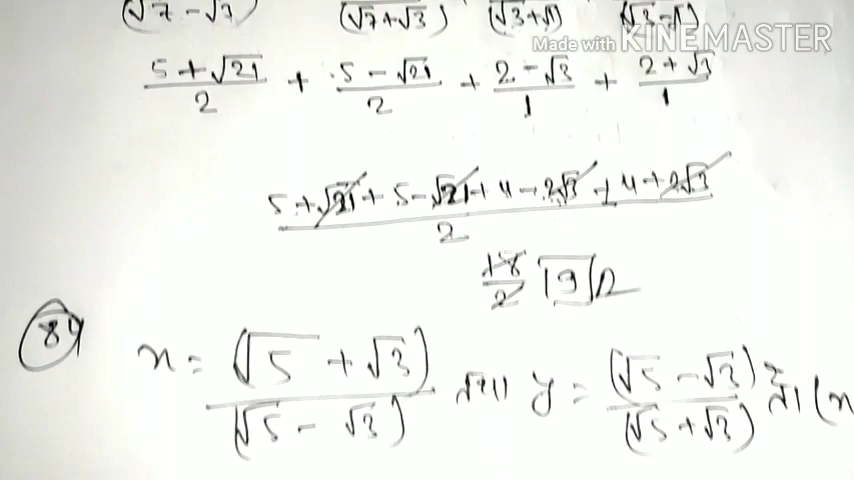 (√7 - √3) (√7+√3) (√3+√1) (√3-√1)
Made with KINEMASTER
5+√21/2 + 5-√21/2 + 2-√3/1 + 2+√3/1
5+√21+5-√21+4-2√3+4+2√3/2
18/2 9
84 x = (√5+√3)/(√5-√3) तथा y = (√5-√3)/(√5+√3) है तो (x